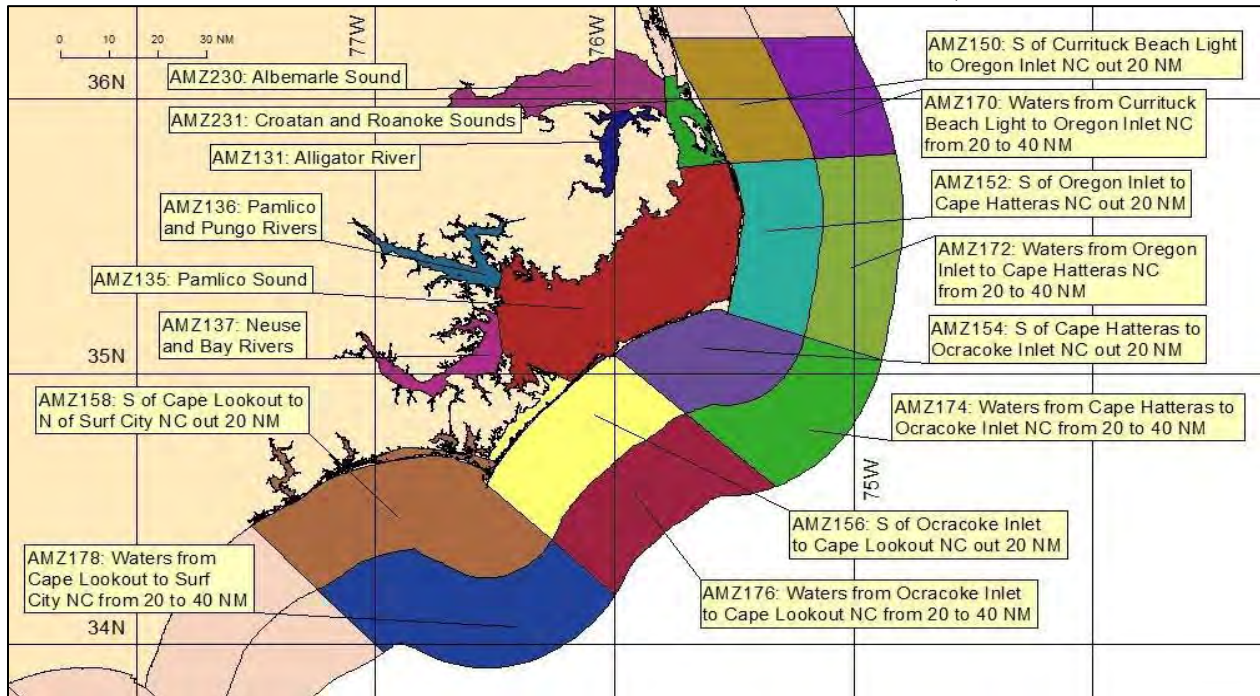 0 10 20 30 NM
77W
76W
36N
AMZ230: Albemarle Sound
AMZ231: Croatan and Roanoke Sounds
AMZ131: Alligator River
AMZ136: Pamlico
and Pungo Rivers
AMZ135: Pamlico Sound
AMZ137: Neuse
and Bay Rivers
35N
AMZ158: S of Cape Lookout to
N of Surf City NC out 20 NM
AMZ178: Waters from
Cape Lookout to Surf
City NC from 20 to 40 NM
34N
AMZ150: S of Currituck Beach Light
to Oregon Inlet NC out 20 NM
AMZ170: Waters from Currituck
Beach Light to Oregon Inlet NC
from 20 to 40 NM
AMZ152: S of Oregon Inlet to
Cape Hatteras NC out 20 NM
AMZ172: Waters from Oregon
Inlet to Cape Hatteras NC
from 20 to 40 NM
AMZ154: S of Cape Hatteras to
Ocracoke Inlet NC out 20 NM
AMZ174: Waters from Cape Hatteras to
Ocracoke Inlet NC from 20 to 40 NM
75W
AMZ156: S of Ocracoke Inlet
to Cape Lookout NC out 20 NM
AMZ176: Waters from Ocracoke Inlet
to Cape Lookout NC from 20 to 40 NM